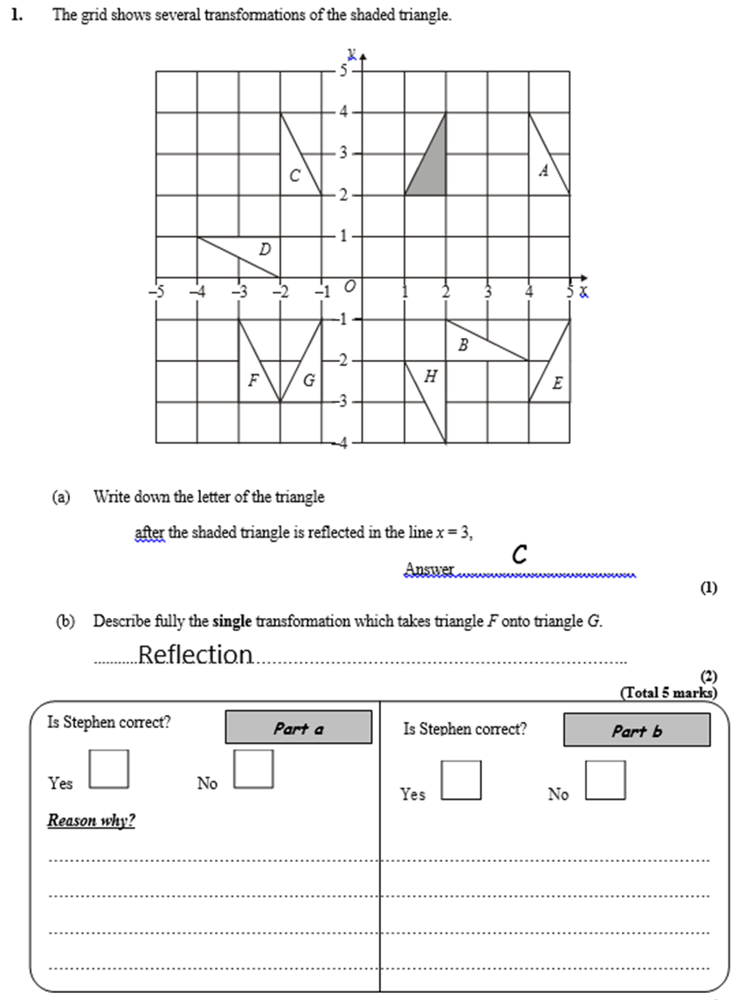 1. The grid shows several transformations of the shaded triangle.
y
5
4
C
3
A
2
1
D
–5 –4 –3 –2 –1 O 1 2 3 4 5 x
–1
B
–2
F G H E
–3
–4
(a) Write down the letter of the triangle
after the shaded triangle is reflected in the line x = 3,
C
Answer
(1)
(b) Describe fully the single transformation which takes triangle F onto triangle G.
Reflection
(2)
(Total 5 marks)
Is Stephen correct? Part a
Yes No
Reason why?
Is Stephen correct? Part b
Yes No